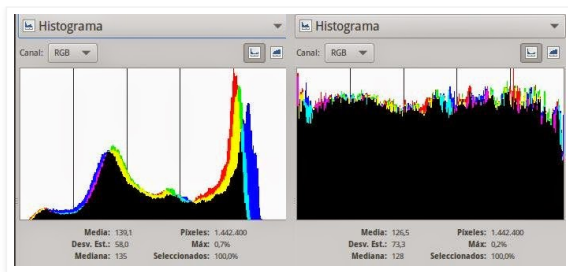 Histograma
Canal: RGB
Media: 139,1 Píxeles: 1.442.400
Desv. Est.: 58,0 Máx: 0,7%
Mediana: 135 Seleccionados: 100,0%
Histograma
Canal: RGB
Media: 126,5 Píxeles: 1.442.400
Desv. Est.: 73,3 Máx: 0,2%
Mediana: 128 Seleccionados: 100,0%